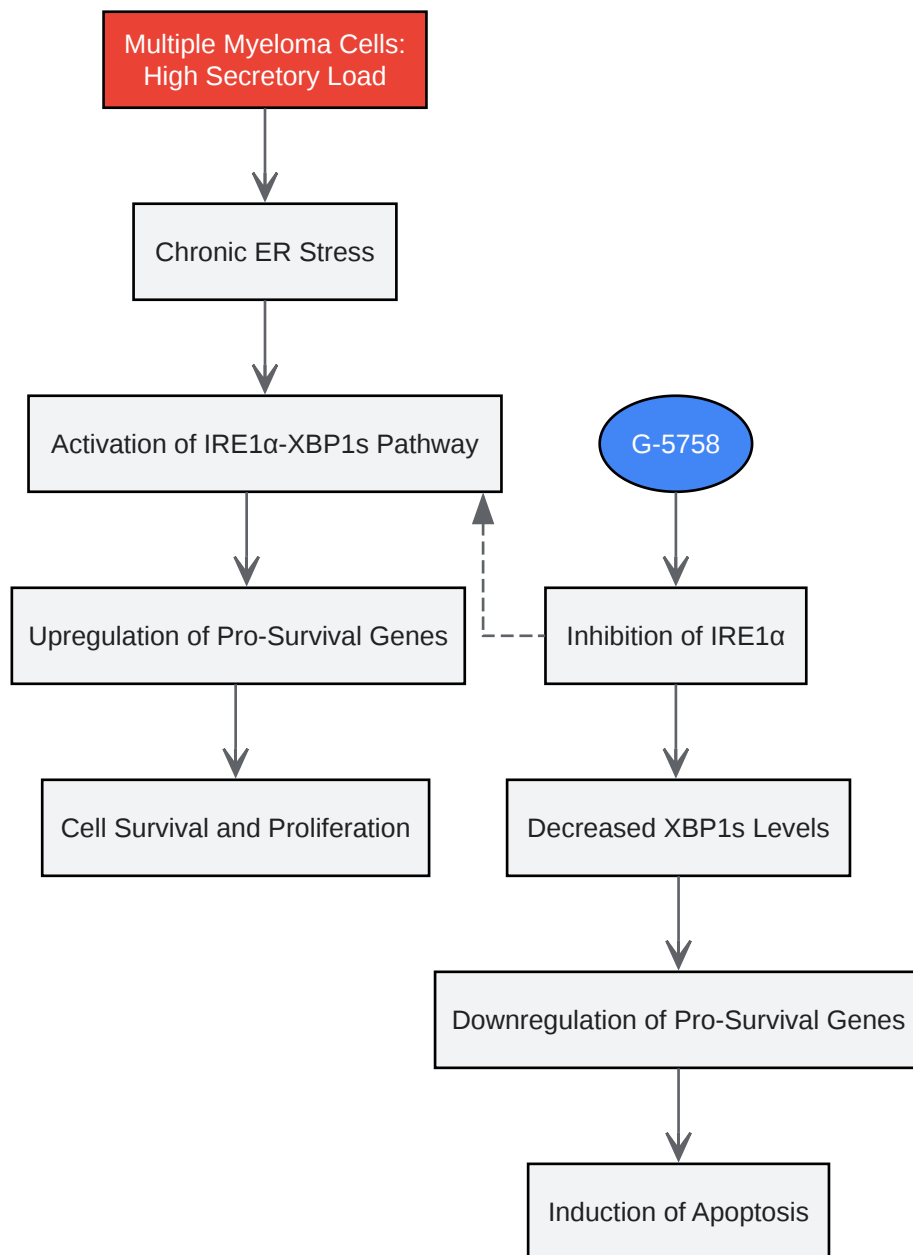 Multiple Myeloma Cells:
High Secretory Load
Chronic ER Stress
Activation of IRE1α-XBP1s Pathway
G-5758
Upregulation of Pro-Survival Genes
Inhibition of IRE1α
Cell Survival and Proliferation
Decreased XBP1s Levels
Downregulation of Pro-Survival Genes
Induction of Apoptosis